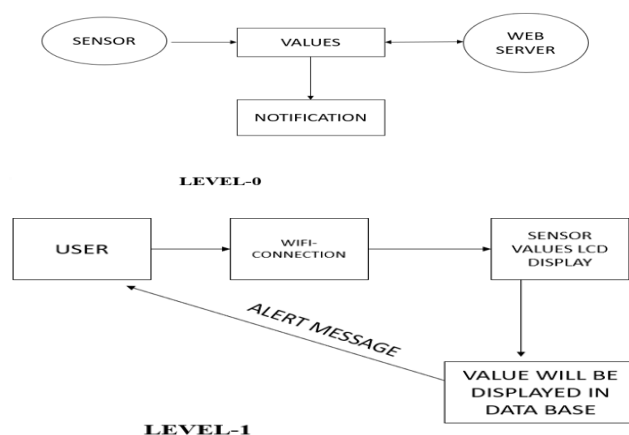 SENSOR
VALUES
WEB
SERVER
NOTIFICATION
LEVEL-0
USER
WIFI-
CONNECTION
SENSOR
VALUES LCD
DISPLAY
ALERT MESSAGE
VALUE WILL BE
DISPLAYED IN
DATA BASE
LEVEL-1